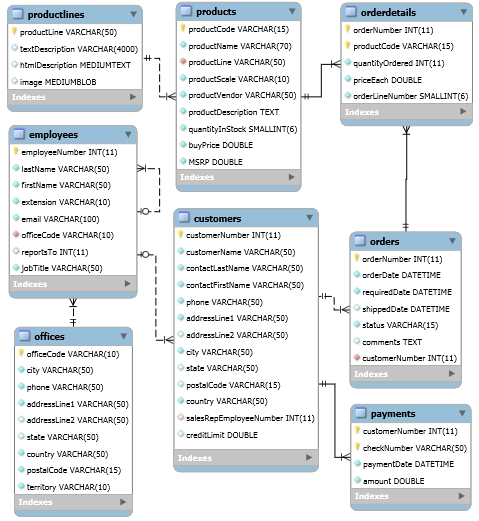 productlines
productLine VARCHAR(50)
textDescription VARCHAR(4000)
htmlDescription MEDIUMTEXT
image MEDIUMBLOB
Indexes
products
productCode VARCHAR(15)
productName VARCHAR(70)
productLine VARCHAR(50)
productScale VARCHAR(10)
productVendor VARCHAR(50)
productDescription TEXT
quantityInStock SMALLINT(6)
buyPrice DOUBLE
MSRP DOUBLE
Indexes
orderdetails
orderNumber INT(11)
productCode VARCHAR(15)
quantityOrdered INT(11)
priceEach DOUBLE
orderLineNumber SMALLINT(6)
Indexes
employees
employeeNumber INT(11)
lastName VARCHAR(50)
firstName VARCHAR(50)
extension VARCHAR(10)
email VARCHAR(100)
officeCode VARCHAR(10)
reporIsTo INT(11)
jobTitle VARCHAR(50)
Indexes
customers
customerNumber INT(11)
customerName VARCHAR(50)
contactLastName VARCHAR(50)
contactFirstName VARCHAR(50)
phone VARCHAR(50)
addressLine1 VARCHAR(50)
addressLine2 VARCHAR(50)
city VARCHAR(50)
state VARCHAR(50)
postalCode VARCHAR(15)
country VARCHAR(50)
salesRepEmployeeNumber INT(11)
creditLimit DOUBLE
Indexes
orders
orderNumber INT(11)
orderDate DATETIME
requiredDate DATETIME
shippedDate DATETIME
status VARCHAR(15)
comments TEXT
customerNumber INT(11)
Indexes
offices
officeCode VARCHAR(10)
city VARCHAR(50)
phone VARCHAR(50)
addressLine1 VARCHAR(50)
addressLine2 VARCHAR(50)
state VARCHAR(50)
country VARCHAR(50)
postalCode VARCHAR(15)
territory VARCHAR(10)
Indexes
payments
customerNumber INT(11)
checkNumber VARCHAR(50)
paymentDate DATETIME
amount DOUBLE
Indexes